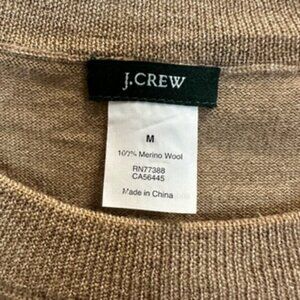 J.CREW
M
100% Merino Wool
RN77388
CA56445
Made in China